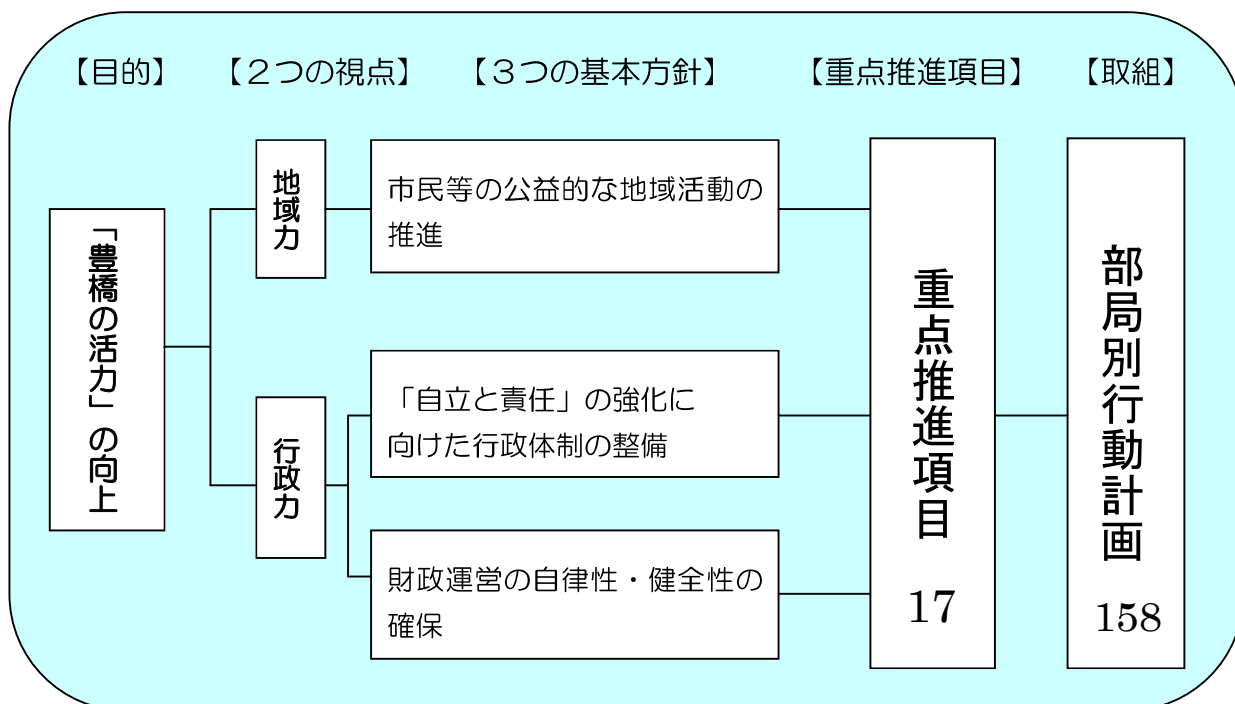 【目的】
【２つの視点】
【３つの基本方針】
【重点推進項目】
【取組】
「豊橋の活力」の向上
地域力
市民等の公益的な地域活動の
推進
行政力
「自立と責任」の強化に
向けた行政体制の整備
財政運営の自律性・健全性の
確保
重点推進項目
17
部局別行動計画
158